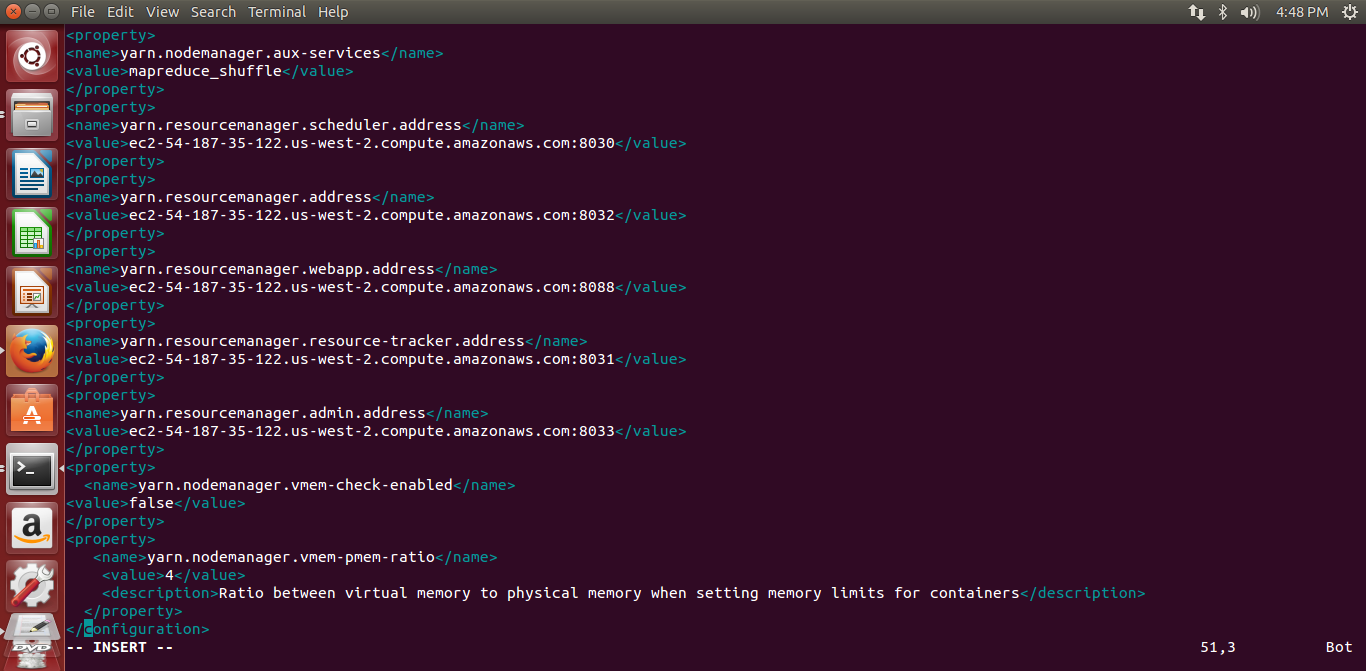 File Edit View Search Terminal Help
4:48 PM
<property>
<name>yarn.nodemanager.aux-services</name>
<value>mapreduce_shuffle</value>
</property>
<property>
<name>yarn.resourcemanager.scheduler.address</name>
<value>ec2-54-187-35-122.us-west-2.compute.amazonaws.com:8030</value>
</property>
<property>
<name>yarn.resourcemanager.address</name>
<value>ec2-54-187-35-122.us-west-2.compute.amazonaws.com:8032</value>
</property>
<property>
<name>yarn.resourcemanager.webapp.address</name>
<value>ec2-54-187-35-122.us-west-2.compute.amazonaws.com:8088</value>
</property>
<property>
<name>yarn.resourcemanager.resource-tracker.address</name>
<value>ec2-54-187-35-122.us-west-2.compute.amazonaws.com:8031</value>
</property>
<property>
<name>yarn.resourcemanager.admin.address</name>
<value>ec2-54-187-35-122.us-west-2.compute.amazonaws.com:8033</value>
</property>
<property>
  <name>yarn.nodemanager.vmem-check-enabled</name>
<value>false</value>
</property>
<property>
   <name>yarn.nodemanager.vmem-pmem-ratio</name>
    <value>4</value>
    <description>Ratio between virtual memory to physical memory when setting memory limits for containers</description>
  </property>
</configuration>
-- INSERT -- 51,3 Bot
a
DVD